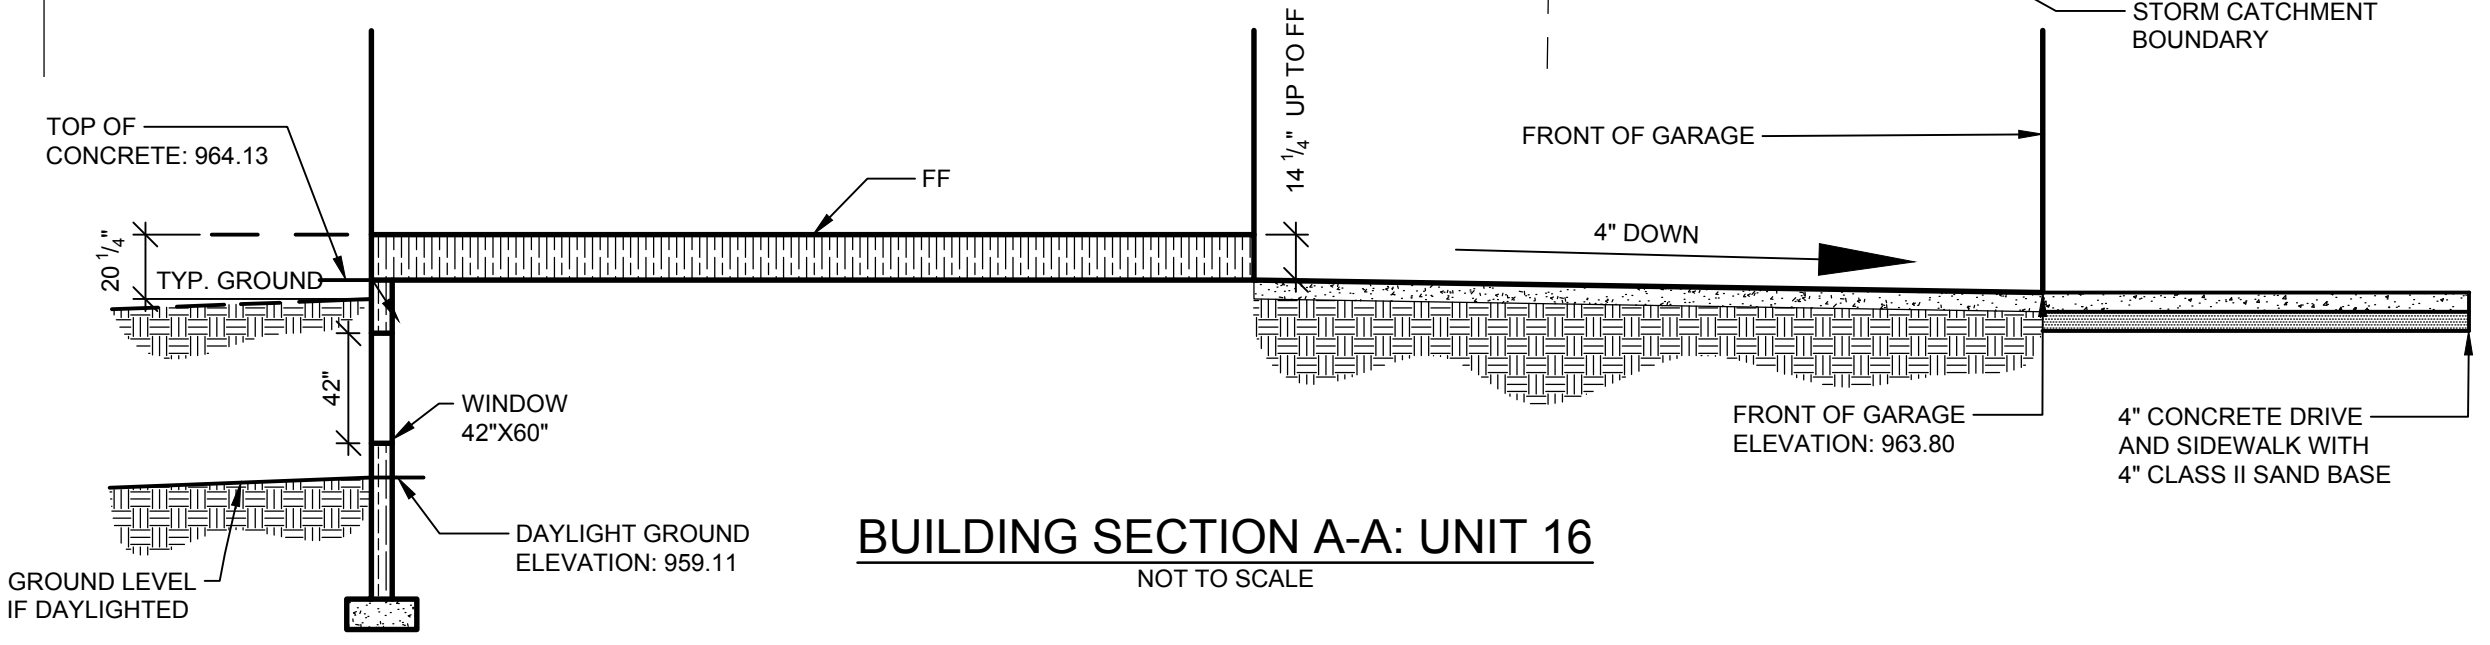 STORM CATCHMENT
BOUNDARY
14 1/4" UP TO FF
TOP OF
CONCRETE: 964.13
FRONT OF GARAGE
FF
20 1/4"
4" DOWN
TYP. GROUND
42"
WINDOW
42"X60"
FRONT OF GARAGE
ELEVATION: 963.80
4" CONCRETE DRIVE
AND SIDEWALK WITH
4" CLASS II SAND BASE
DAYLIGHT GROUND
ELEVATION: 959.11
BUILDING SECTION A-A: UNIT 16
NOT TO SCALE
GROUND LEVEL
IF DAYLIGHTED